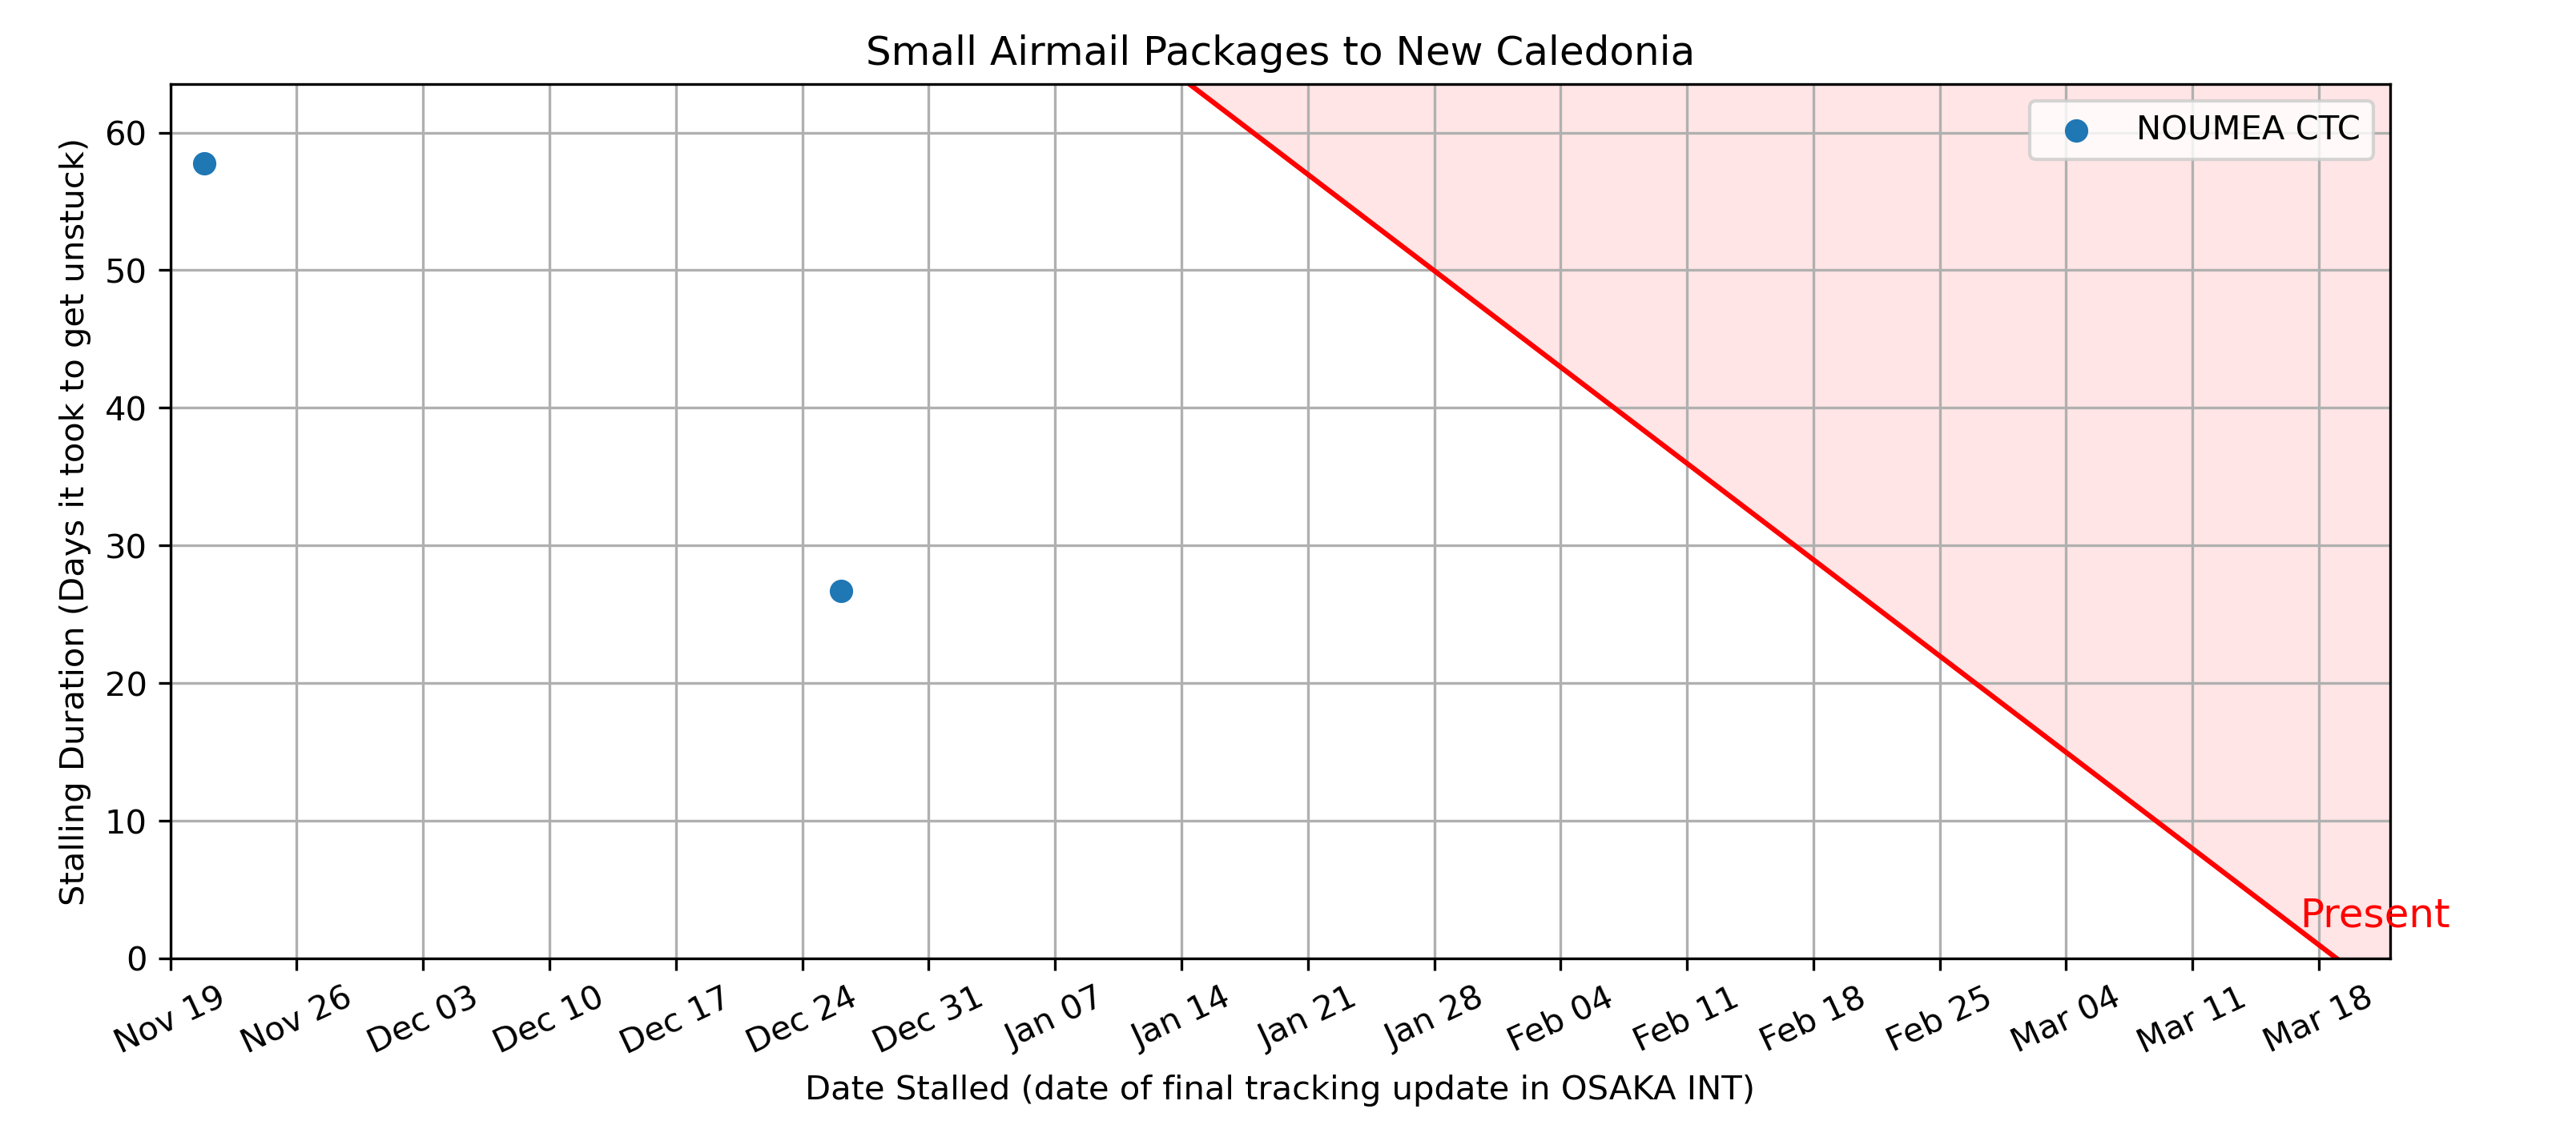 Small Airmail Packages to New Caledonia
NOUMEA CTC
Stalling Duration (Days it took to get unstuck)
60
50
40
30
20
10
0
Present
Nov 19
Nov 26
Dec 03
Dec 10
Dec 17
Dec 24
Dec 31
Jan 07
Jan 14
Jan 21
Jan 28
Feb 04
Feb 11
Feb 18
Feb 25
Mar 04
Mar 11
Mar 18
Date Stalled (date of final tracking update in OSAKA INT)